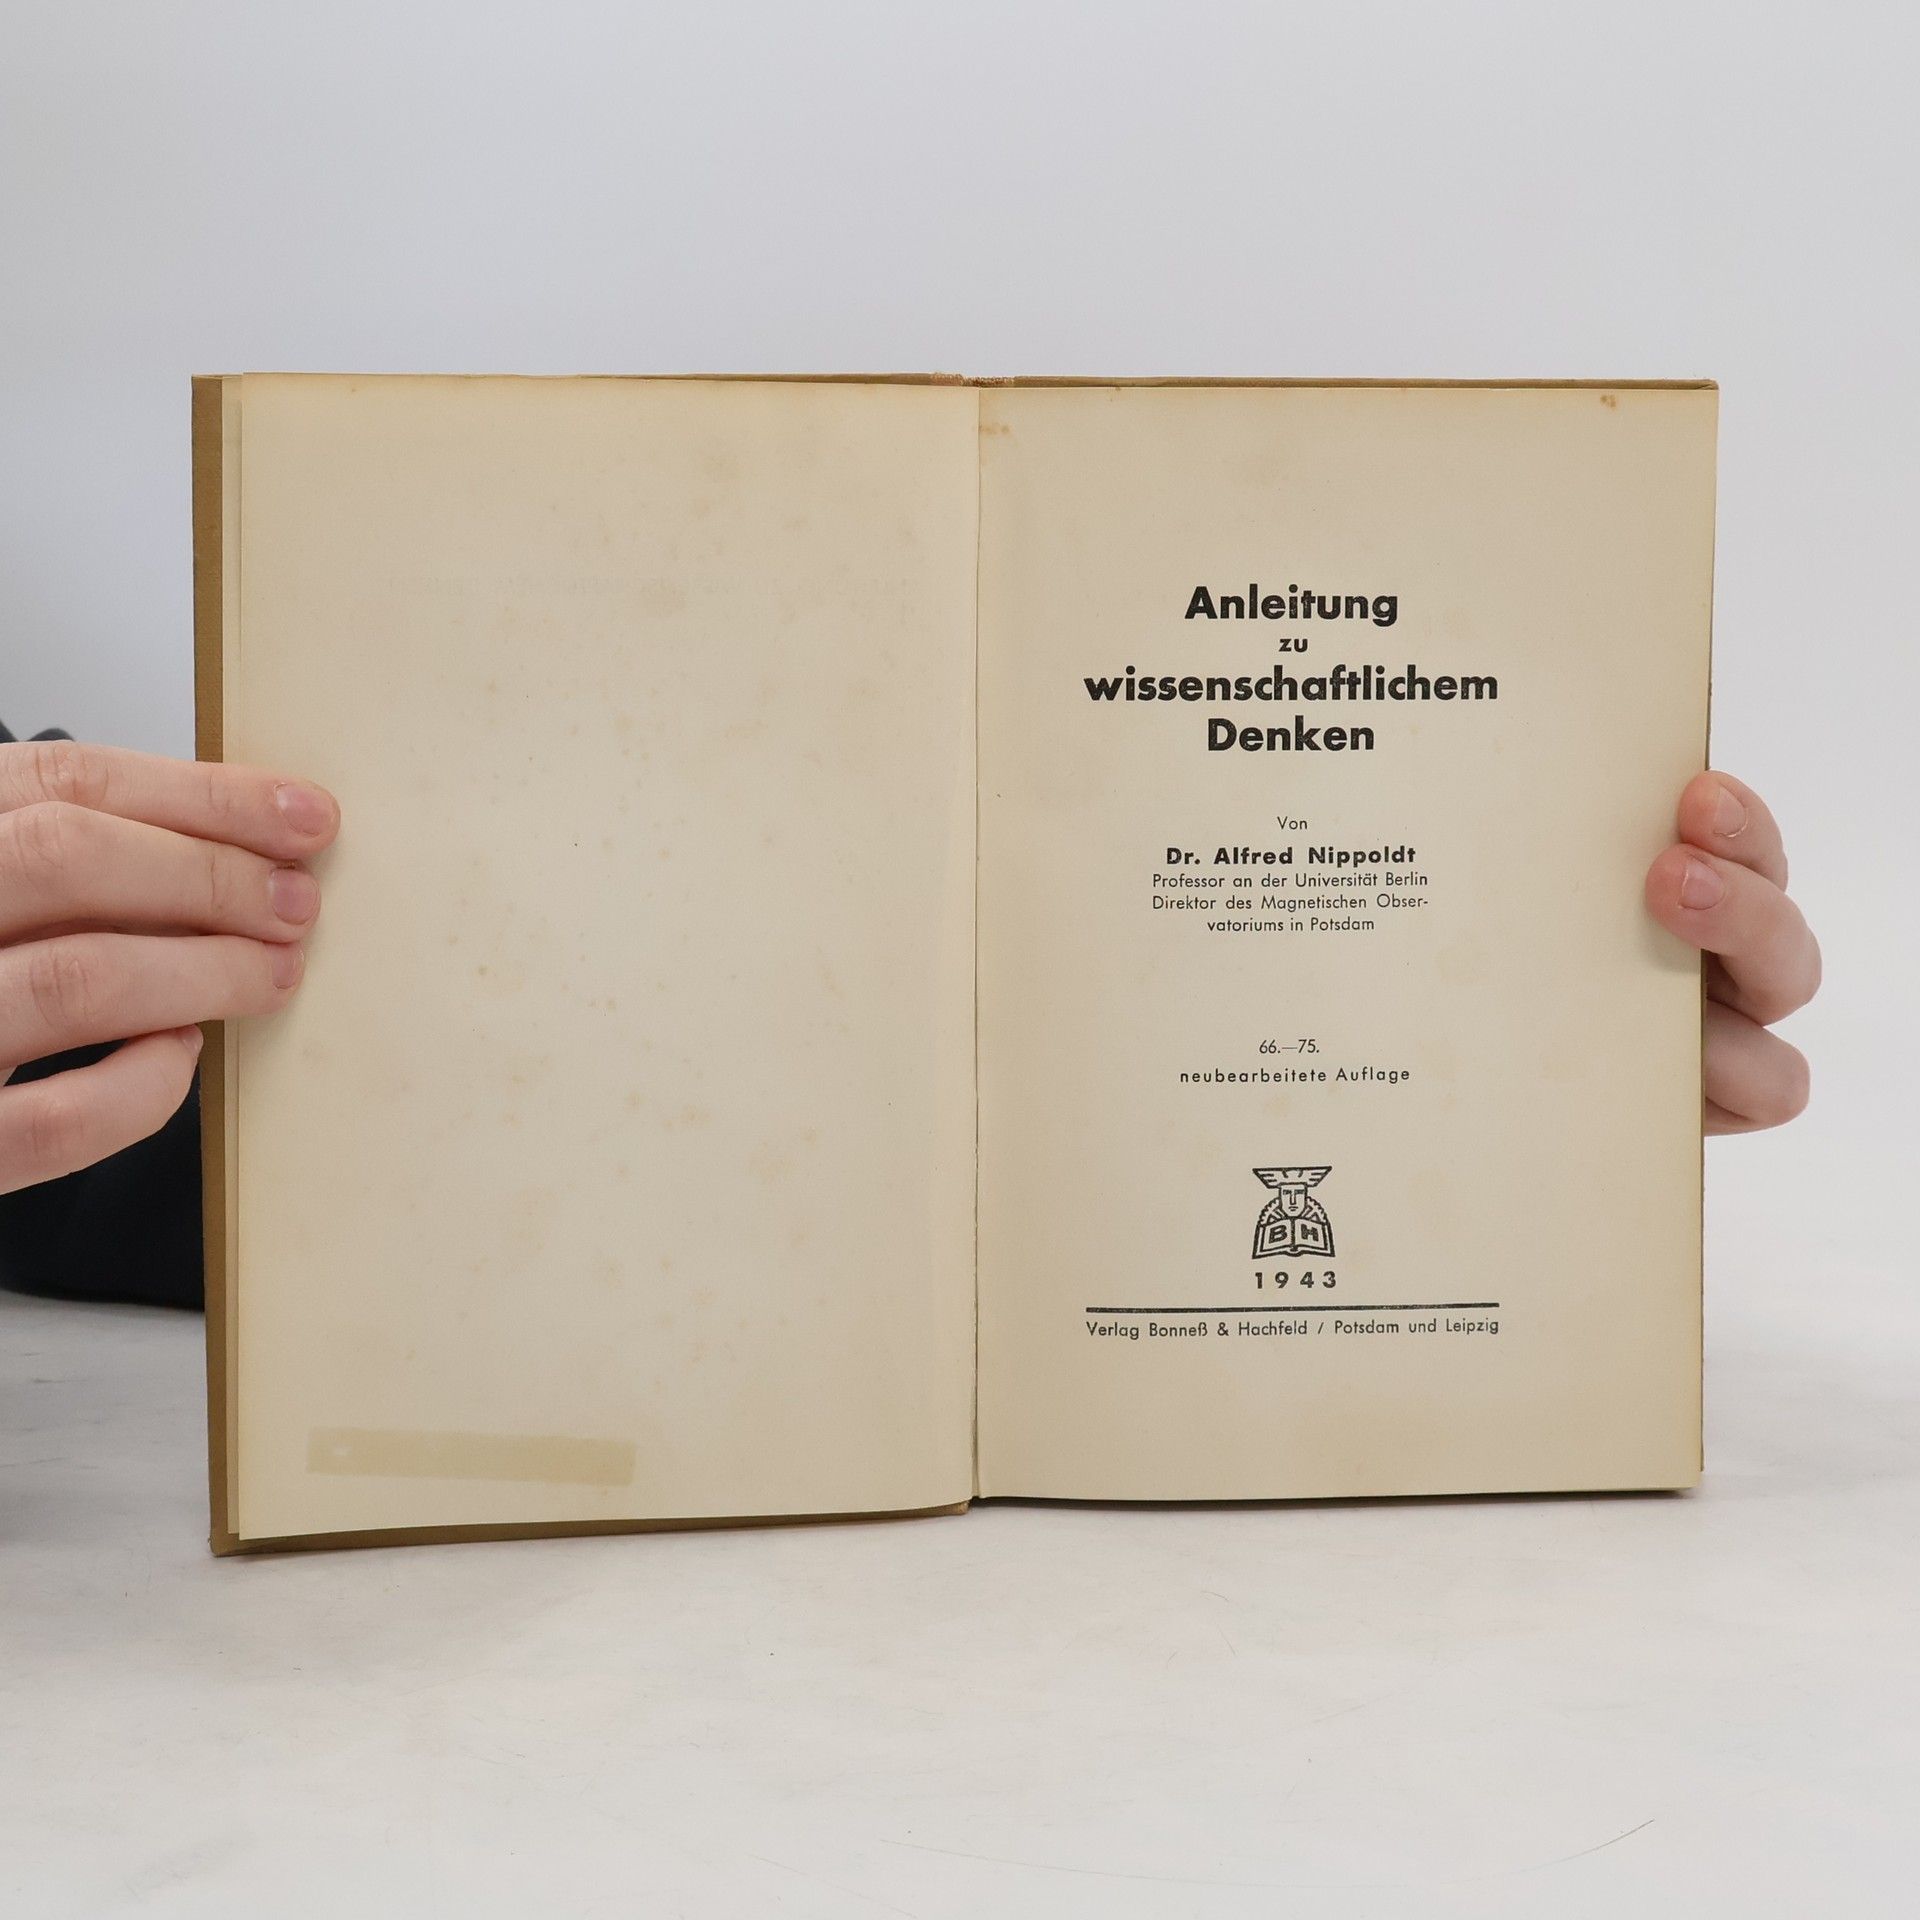 Anleitung
zu
wissenschaftlichem
Denken
Von
Dr. Alfred Nippoldt
Professor an der Universität Berlin
Direktor des Magnetischen Obser-
vatoriums in Potsdam
66.—75.
neubearbeitete Auflage
B H
1943
Verlag Bonneß & Hachfeld / Potsdam und Leipzig